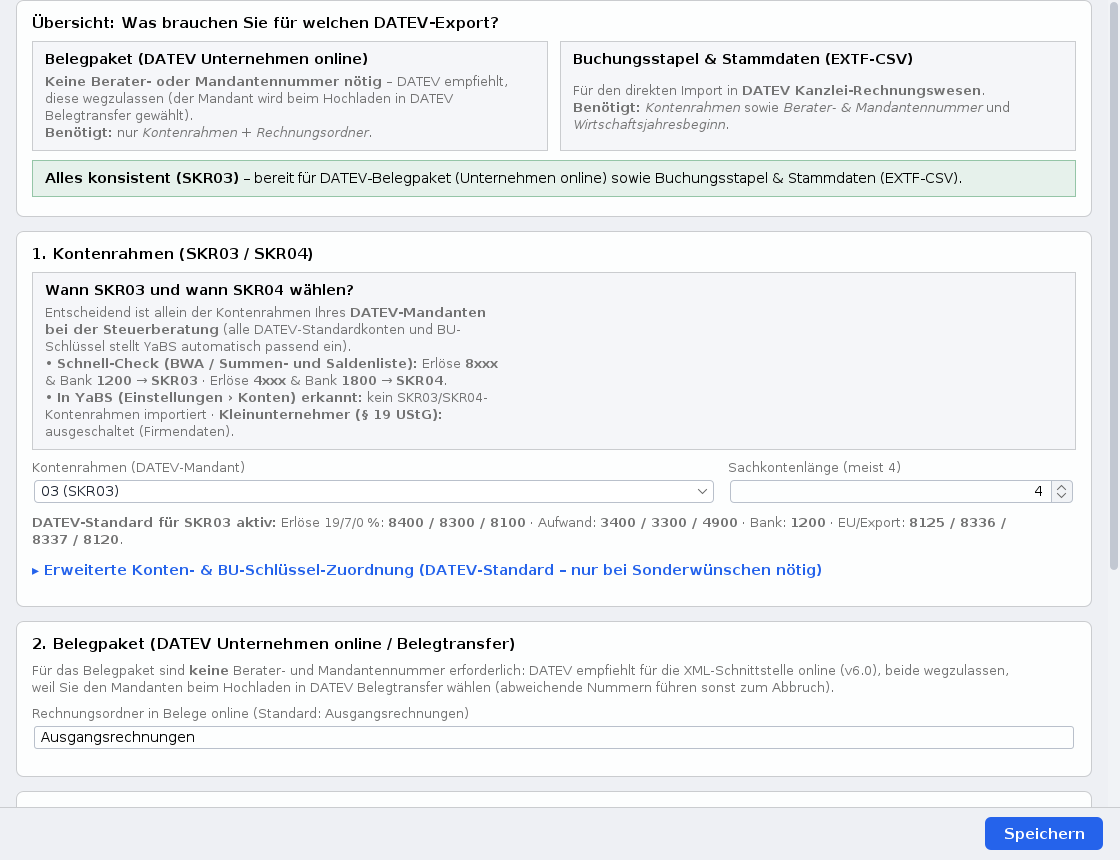 Übersicht: Was brauchen Sie für welchen DATEV-Export?
Belegpaket (DATEV Unternehmen online)
Keine Berater- oder Mandantennummer nötig – DATEV empfiehlt,
diese wegzulassen (der Mandant wird beim Hochladen in DATEV
Belegtransfer gewählt).
Benötigt: nur Kontenrahmen + Rechnungsordner.
Buchungsstapel & Stammdaten (EXTF-CSV)
Für den direkten Import in DATEV Kanzlei-Rechnungswesen.
Benötigt: Kontenrahmen sowie Berater- & Mandantennummer und
Wirtschaftsjahresbeginn.
Alles konsistent (SKR03) – bereit für DATEV-Belegpaket (Unternehmen online) sowie Buchungsstapel & Stammdaten (EXTF-CSV).
1. Kontenrahmen (SKR03 / SKR04)
Wann SKR03 und wann SKR04 wählen?
Entscheidend ist allein der Kontenrahmen Ihres DATEV-Mandanten
bei der Steuerberatung (alle DATEV-Standardkonten und BU-
Schlüssel stellt YaBS automatisch passend ein).
• Schnell-Check (BWA / Summen- und Saldenliste): Erlöse 8xxx
& Bank 1200 → SKR03 · Erlöse 4xxx & Bank 1800 → SKR04.
• In YaBS (Einstellungen › Konten) erkannt: kein SKR03/SKR04-
Kontenrahmen importiert · Kleinunternehmer (§ 19 UStG):
ausgeschaltet (Firmendaten).
Kontenrahmen (DATEV-Mandant)
Sachkontenlänge (meist 4)
03 (SKR03)
4
DATEV-Standard für SKR03 aktiv: Erlöse 19/7/0 %: 8400 / 8300 / 8100 · Aufwand: 3400 / 3300 / 4900 · Bank: 1200 · EU/Export: 8125 / 8336 /
8337 / 8120.
▸ Erweiterte Konten- & BU-Schlüssel-Zuordnung (DATEV-Standard – nur bei Sonderwünschen nötig)
2. Belegpaket (DATEV Unternehmen online / Belegtransfer)
Für das Belegpaket sind keine Berater- und Mandantennummer erforderlich: DATEV empfiehlt für die XML-Schnittstelle online (v6.0), beide wegzulassen,
weil Sie den Mandanten beim Hochladen in DATEV Belegtransfer wählen (abweichende Nummern führen sonst zum Abbruch).
Rechnungsordner in Belege online (Standard: Ausgangsrechnungen)
Ausgangsrechnungen
Speichern